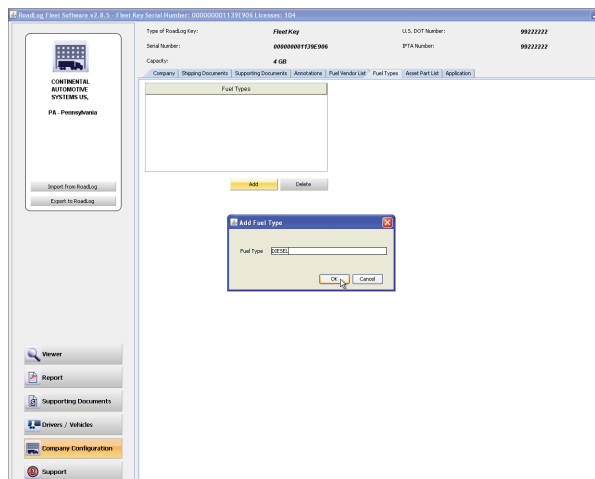 RoadLog Fleet Software v2.8.5 - Fleet Key Serial Number: 000000001139E906 Licenses: 104
Type of RoadLog Key: Fleet Key U.S. DOT Number: 99222222
Serial Number: 000000001139E906 IFTA Number: 99222222
Capacity: 4 GB
Company Shipping Documents Supporting Documents Annotations Fuel Vendor List Fuel Types Asset Part List Application
CONTINENTAL
AUTOMOTIVE
SYSTEMS US,
PA - Pennsylvania
Import from RoadLog
Export to RoadLog
Fuel Types
Add Delete
Add Fuel Type
Fuel Type DIESEL
OK Cancel
Viewer
Report
Supporting Documents
Drivers / Vehicles
Company Configuration
Support